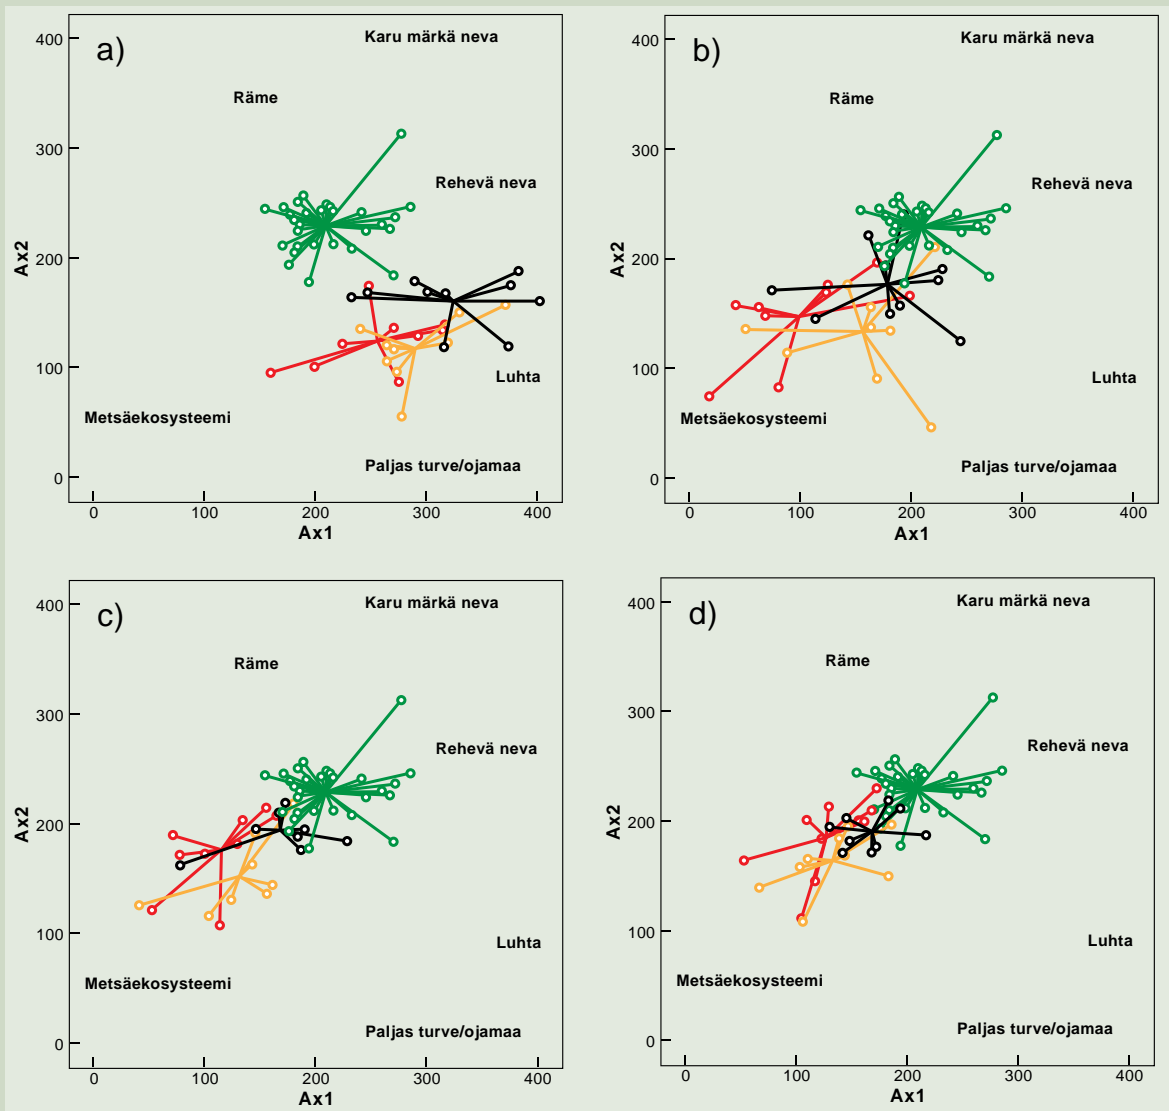 a)
Karu märkä neva
Räme
Rehevä neva
Luhta
Metsäekosysteemi
Paljas turve/ojamaa
400
300
200
100
0
Ax2
0 100 200 300 400
Ax1
b)
Karu märkä neva
Räme
Rehevä neva
Luhta
Metsäekosysteemi
Paljas turve/ojamaa
400
300
200
100
0
Ax2
0 100 200 300 400
Ax1
c)
Karu märkä neva
Räme
Rehevä neva
Luhta
Metsäekosysteemi
Paljas turve/ojamaa
400
300
200
100
0
Ax2
0 100 200 300 400
Ax1
d)
Karu märkä neva
Räme
Rehevä neva
Luhta
Metsäekosysteemi
Paljas turve/ojamaa
400
300
200
100
0
Ax2
0 100 200 300 400
Ax1